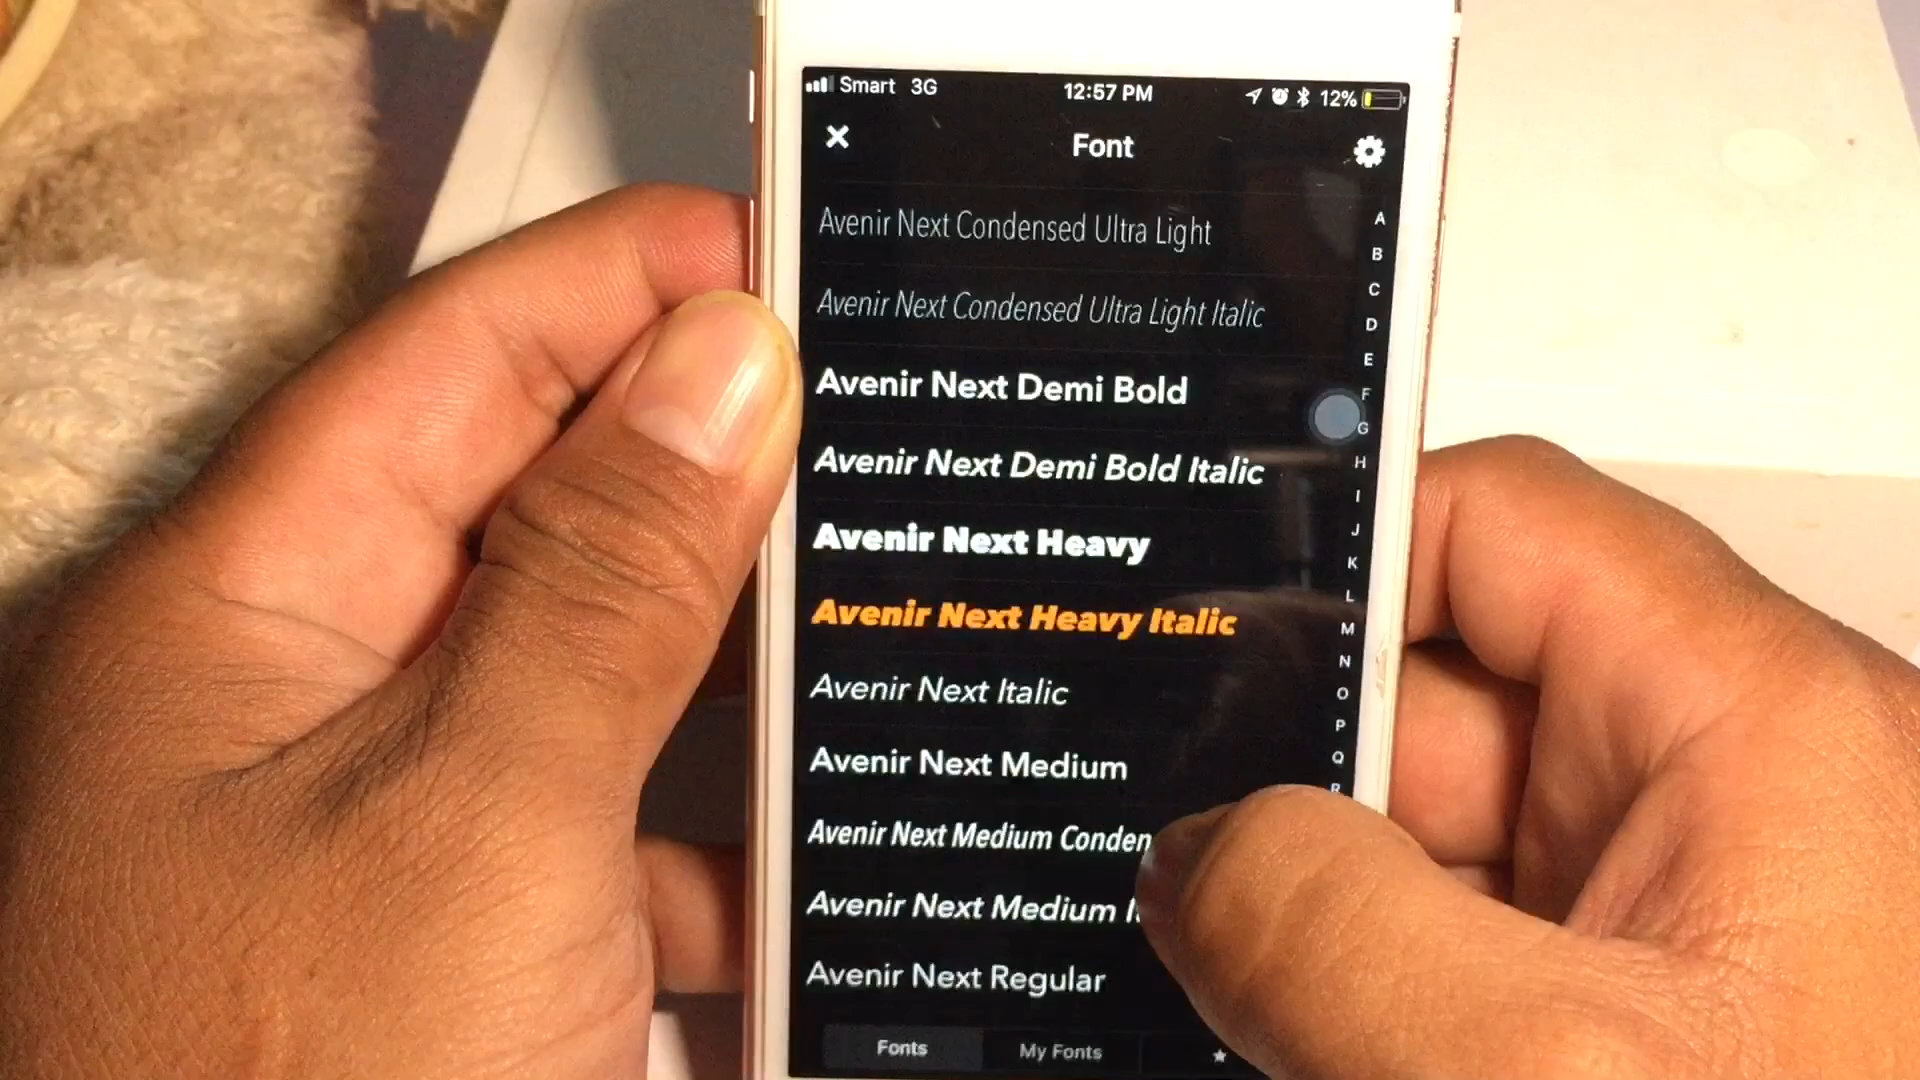 Smart 3G 12:57 PM 12%
Font
Avenir Next Condensed Ultra Light
Avenir Next Condensed Ultra Light Italic
Avenir Next Demi Bold
Avenir Next Demi Bold Italic
Avenir Next Heavy
Avenir Next Heavy Italic
Avenir Next Italic
Avenir Next Medium
Avenir Next Medium Conden
Avenir Next Medium I
Avenir Next Regular
A
B
C
D
E
F
G
H
I
J
K
L
M
N
O
P
Q
R
Fonts My Fonts